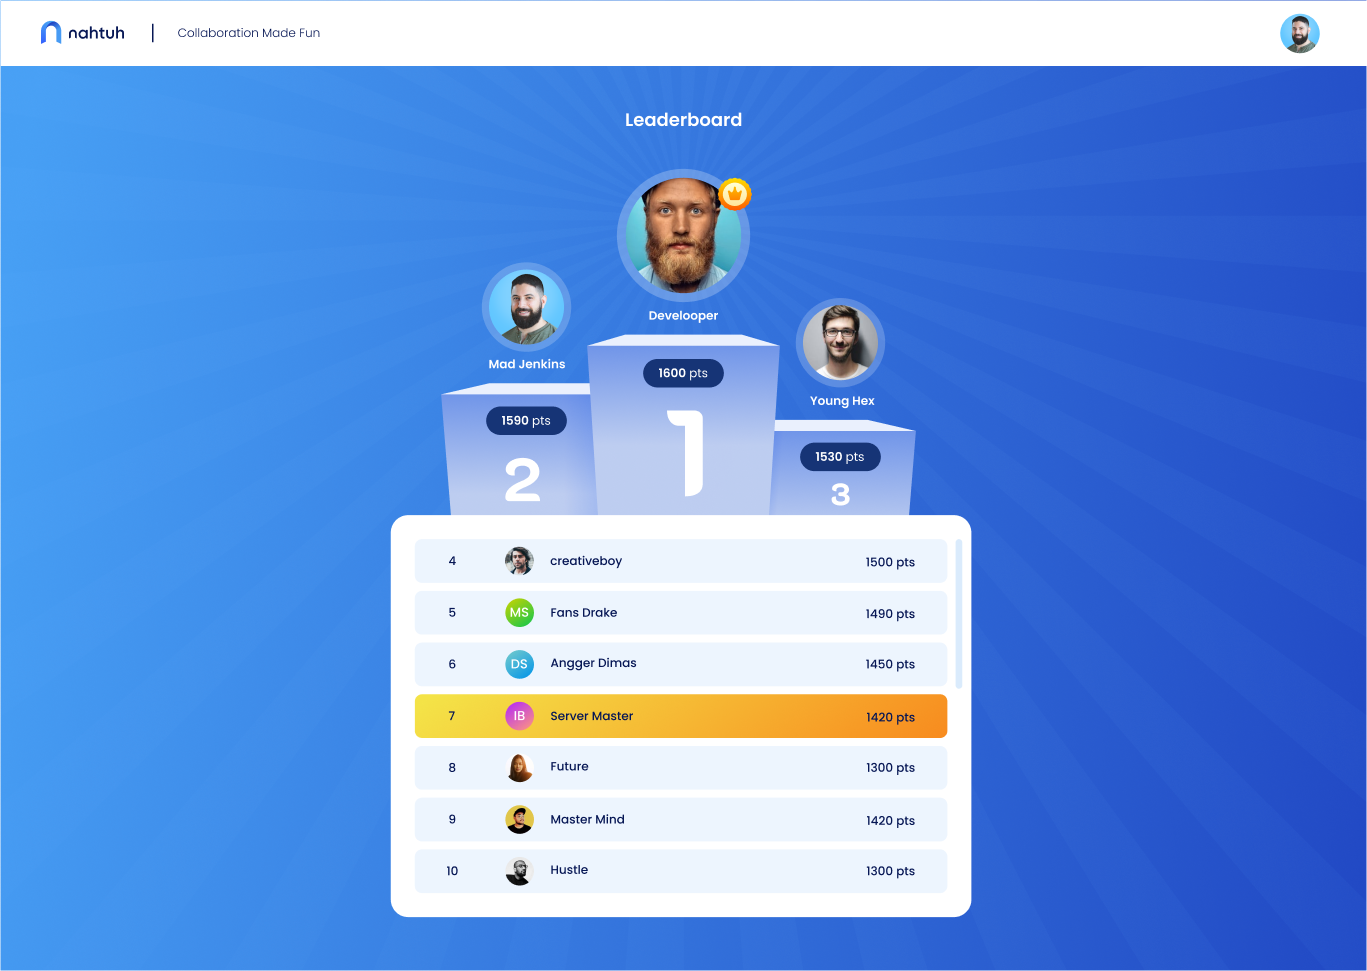 nahtuh
Collaboration Made Fun
Leaderboard
Develooper
1600 pts
1
Mad Jenkins
1590 pts
2
Young Hex
1530 pts
3
4 creativeboy 1500 pts
5 MS Fans Drake 1490 pts
6 DS Angger Dimas 1450 pts
7 IB Server Master 1420 pts
8 Future 1300 pts
9 Master Mind 1420 pts
10 Hustle 1300 pts